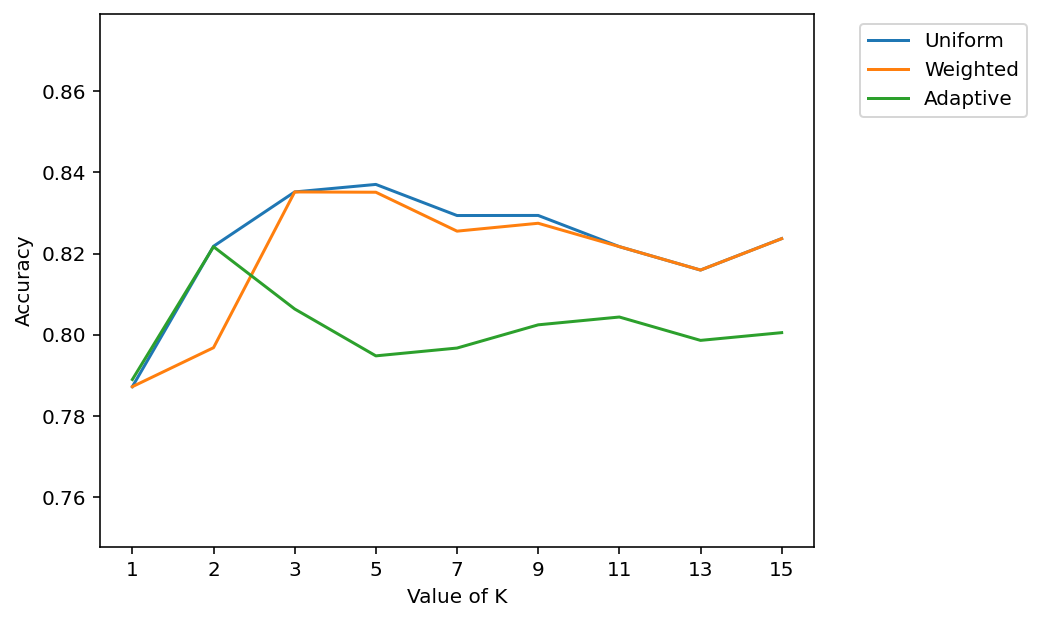 Uniform
Weighted
Adaptive
Accuracy
0.86
0.84
0.82
0.80
0.78
0.76
1 2 3 5 7 9 11 13 15
Value of K